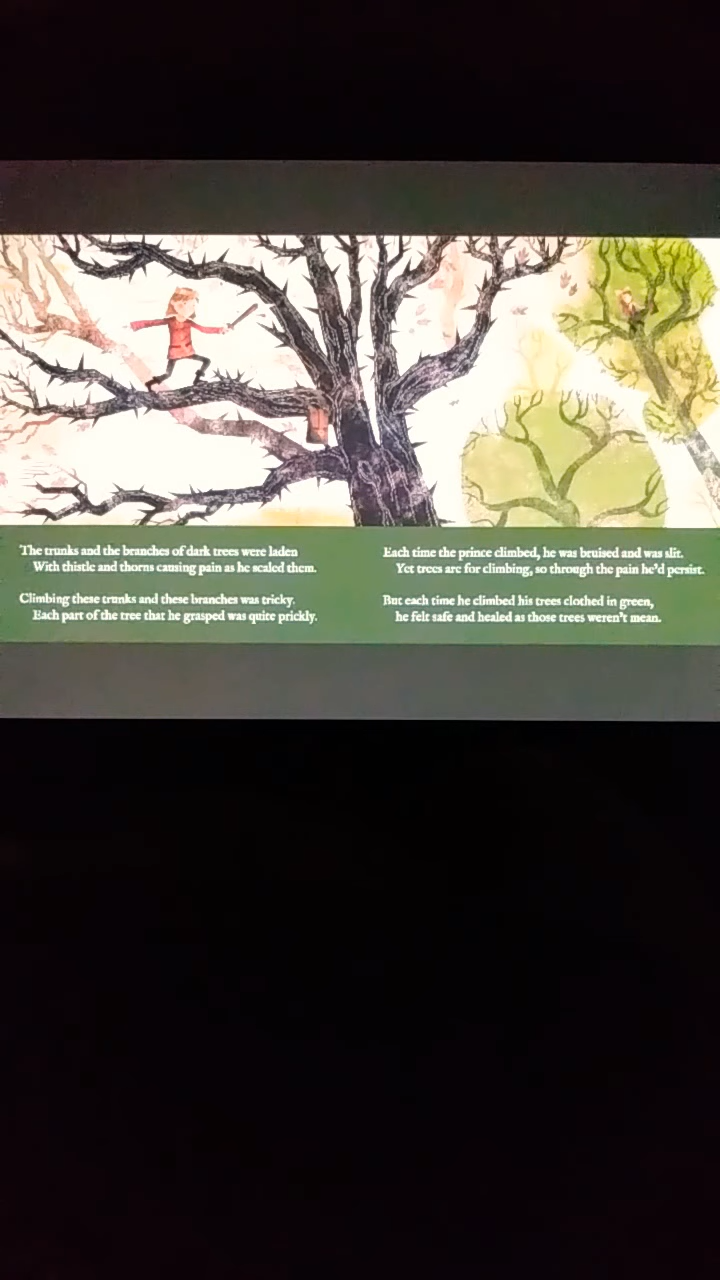 The trunks and the branches of dark trees were laden
With thistle and thorns causing pain as he scaled them.
Climbing these trunks and these branches was tricky.
Each part of the tree that he grasped was quite prickly.
Each time the prince climbed, he was bruised and was slit.
Yet trees are for climbing, so through the pain he'd persist.
But each time he climbed his trees clothed in green,
he felt safe and healed as those trees weren't mean.